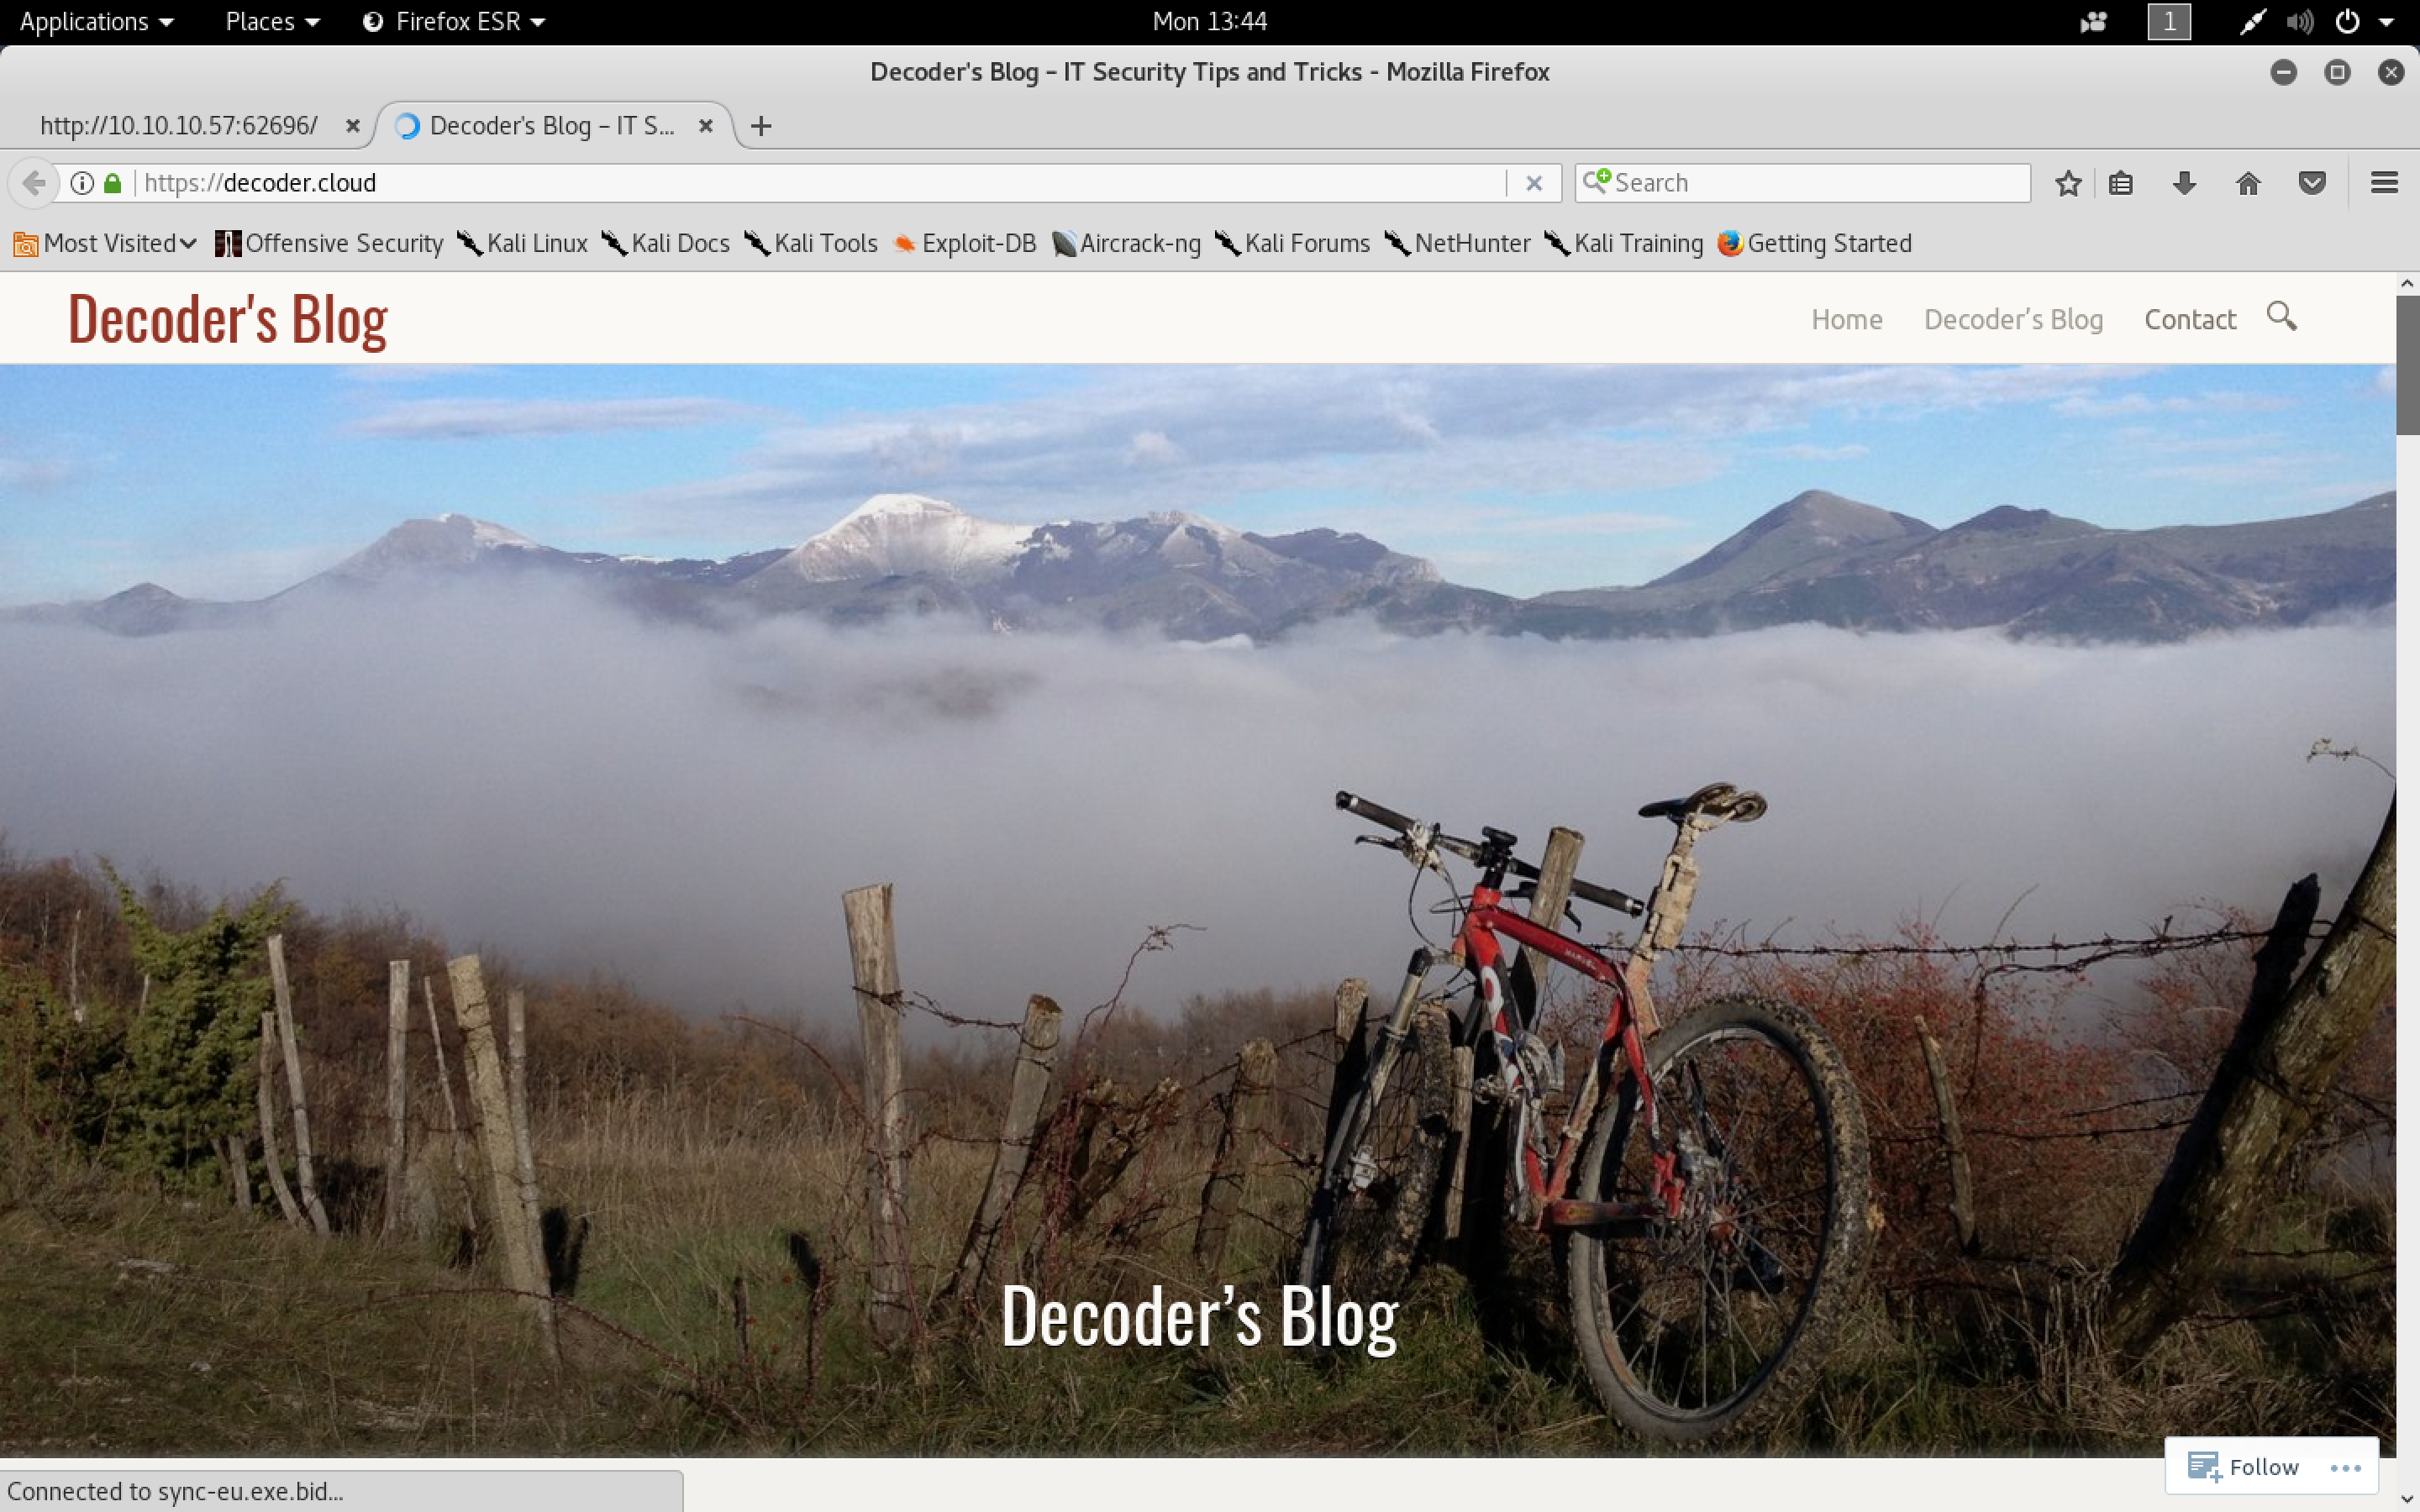 Applications Places Firefox ESR Mon 13:44 1
Decoder's Blog – IT Security Tips and Tricks - Mozilla Firefox
http://10.10.10.57:62696/ Decoder's Blog – IT S...
https://decoder.cloud Search
Most Visited Offensive Security Kali Linux Kali Docs Kali Tools Exploit-DB Aircrack-ng Kali Forums NetHunter Kali Training Getting Started
Decoder's Blog Home Decoder’s Blog Contact
Decoder’s Blog
Follow
Connected to sync-eu.exe.bid...